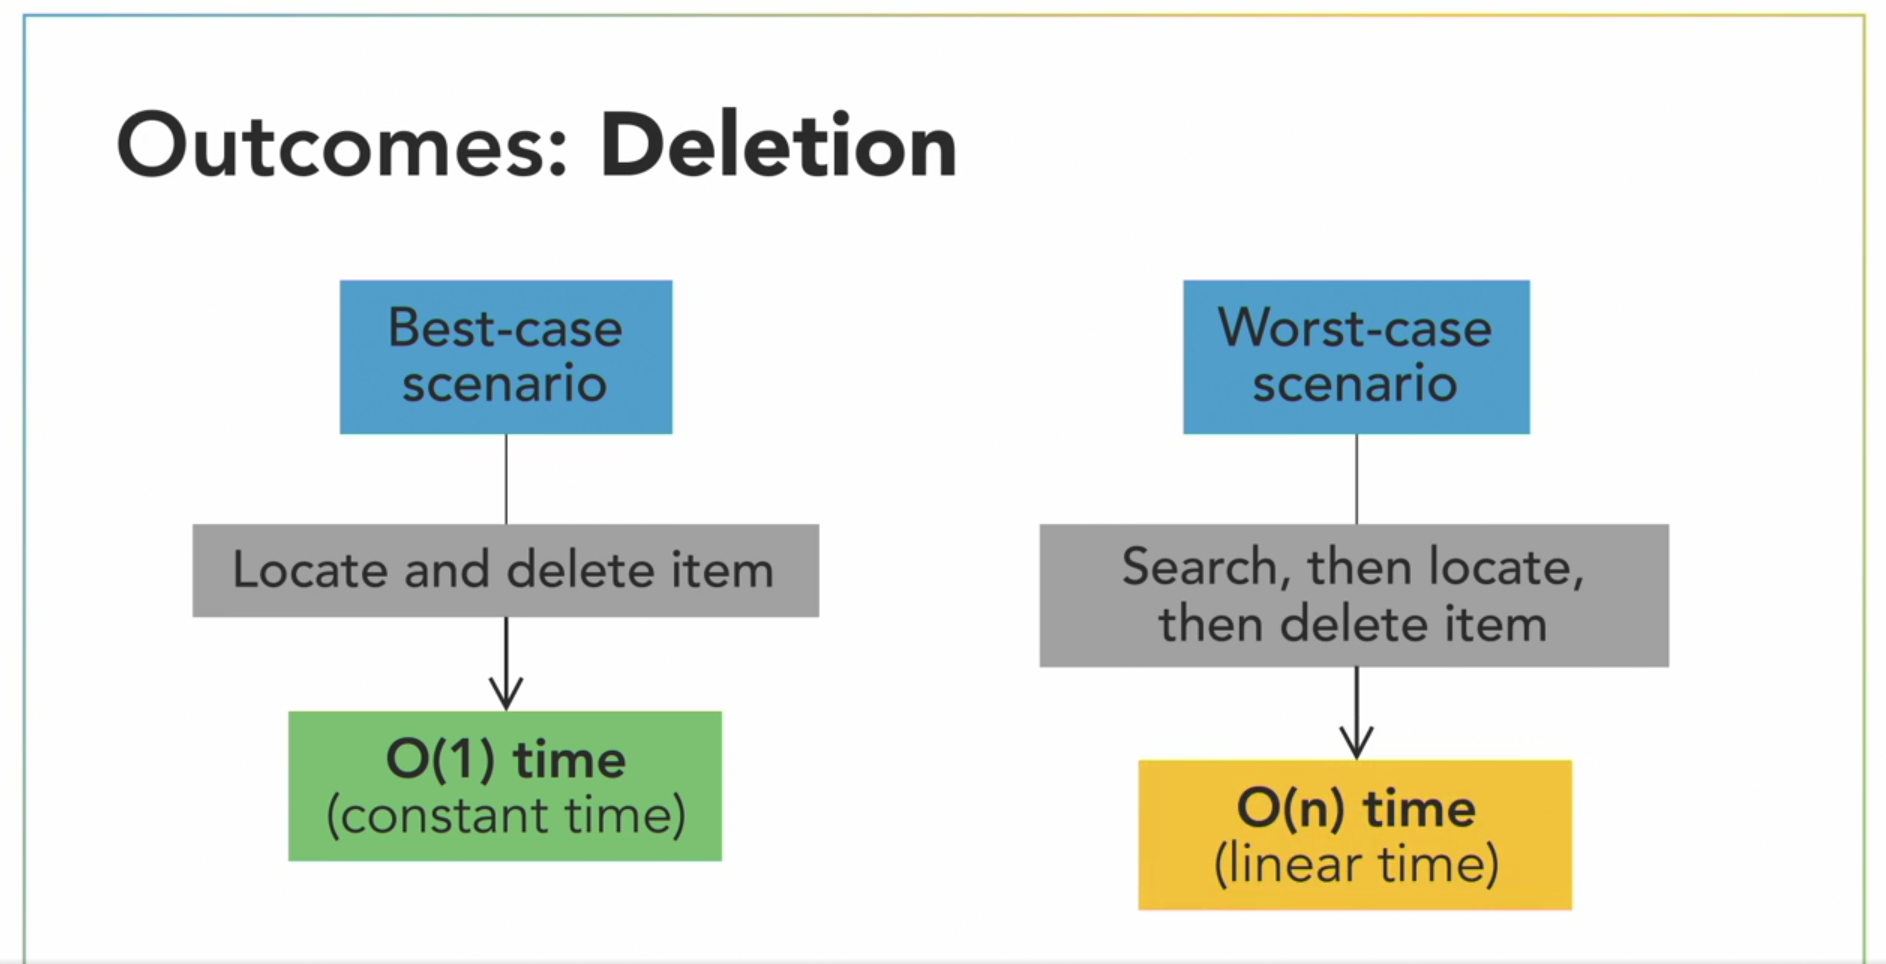 Outcomes: Deletion
Best-case
scenario
Locate and delete item
O(1) time
(constant time)
Worst-case
scenario
Search, then locate,
then delete item
O(n) time
(linear time)